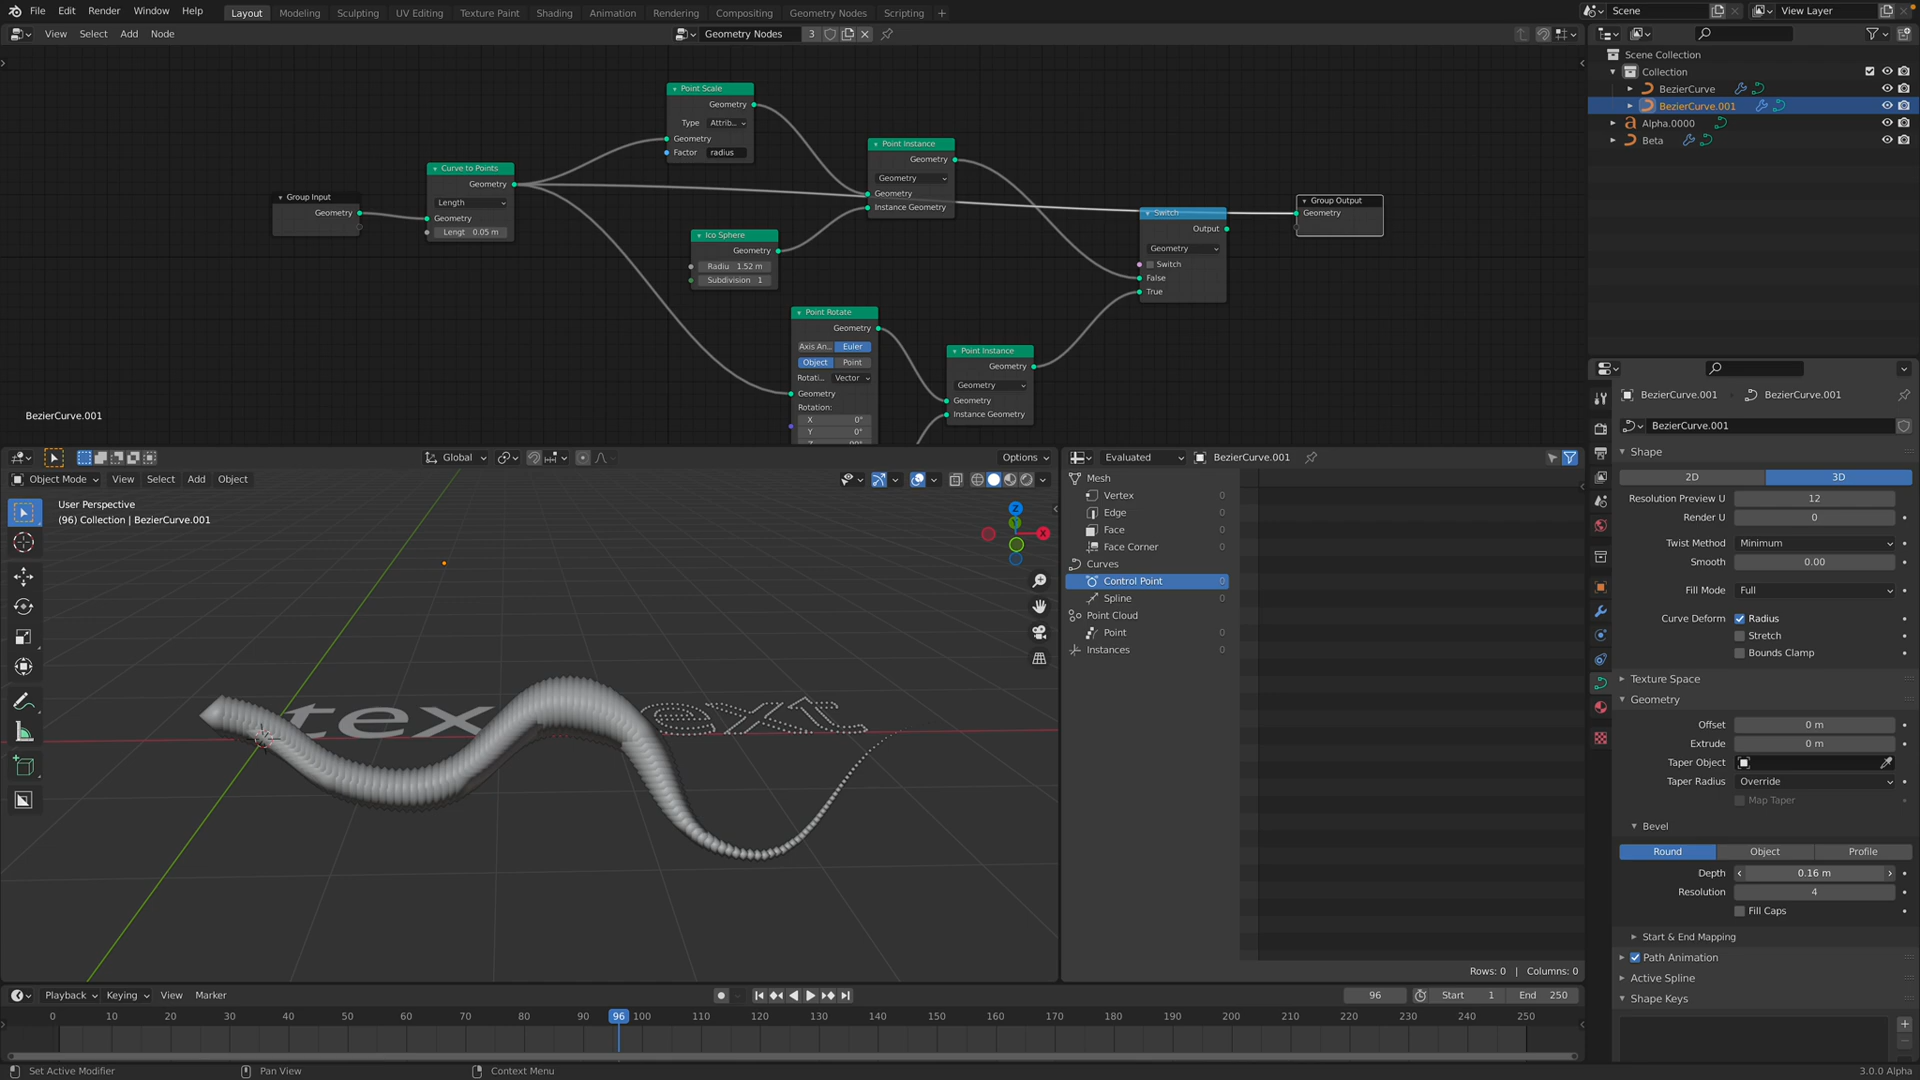 File Edit Render Window Help Layout Modeling Sculpting UV Editing Texture Paint Shading Animation Rendering Compositing Geometry Nodes Scripting + Scene View Layer
View Select Add Node Geometry Nodes 3
Scene Collection
Collection
BezierCurve
BezierCurve.001
Alpha.0000
Beta
Point Scale
Geometry
Type Attrib...
Geometry
Factor radius
Curve to Points
Geometry
Length
Geometry
Lengt 0.05 m
Group Input
Geometry
Point Instance
Geometry
Geometry
Geometry
Instance Geometry
Ico Sphere
Geometry
Radiu 1.52 m
Subdivision 1
Switch
Output
Geometry
Switch
False
True
Group Output
Geometry
Point Rotate
Geometry
Axis An... Euler
Object Point
Rotati... Vector
Geometry
Rotation:
X 0°
Y 0°
Point Instance
Geometry
Geometry
Geometry
Instance Geometry
BezierCurve.001
Global Options
Object Mode View Select Add Object
User Perspective
(96) Collection | BezierCurve.001
Z
Y
X
tex
ext
Evaluated BezierCurve.001
Mesh
Vertex 0
Edge 0
Face 0
Face Corner 0
Curves
Control Point 0
Spline 0
Point Cloud
Point 0
Instances 0
Rows: 0 | Columns: 0
BezierCurve.001 BezierCurve.001
BezierCurve.001
Shape
2D 3D
Resolution Preview U 12
Render U 0
Twist Method Minimum
Smooth 0.00
Fill Mode Full
Curve Deform Radius
Stretch
Bounds Clamp
Texture Space
Geometry
Offset 0 m
Extrude 0 m
Taper Object
Taper Radius Override
Map Taper
Bevel
Round Object Profile
Depth 0.16 m
Resolution 4
Fill Caps
Start & End Mapping
Path Animation
Active Spline
Shape Keys
Playback Keying View Marker 96 Start 1 End 250
0 10 20 30 40 50 60 70 80 90 96 100 110 120 130 140 150 160 170 180 190 200 210 220 230 240 250
Set Active Modifier Pan View Context Menu 3.0.0 Alpha